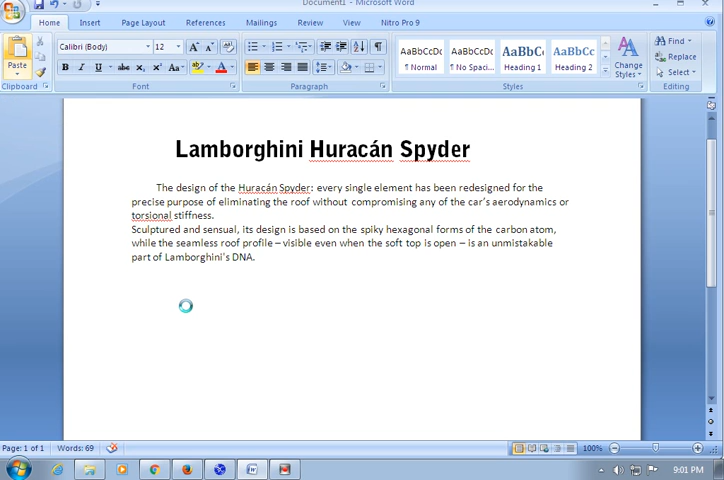 Document1 - Microsoft Word
Home Insert Page Layout References Mailings Review View Nitro Pro 9
Calibri (Body) 12
Paste
B I U abc x₂ x² Aa A
AaBbCcDc AaBbCcDc AaBbC AaBbCc
¶ Normal ¶ No Spaci... Heading 1 Heading 2
Change Styles
Find
Replace
Select
Clipboard Font Paragraph Styles Editing
Lamborghini Huracán Spyder
The design of the Huracán Spyder: every single element has been redesigned for the
precise purpose of eliminating the roof without compromising any of the car's aerodynamics or
torsional stiffness.
Sculptured and sensual, its design is based on the spiky hexagonal forms of the carbon atom,
while the seamless roof profile – visible even when the soft top is open – is an unmistakable
part of Lamborghini's DNA.
Page: 1 of 1 Words: 69 100%
9:01 PM